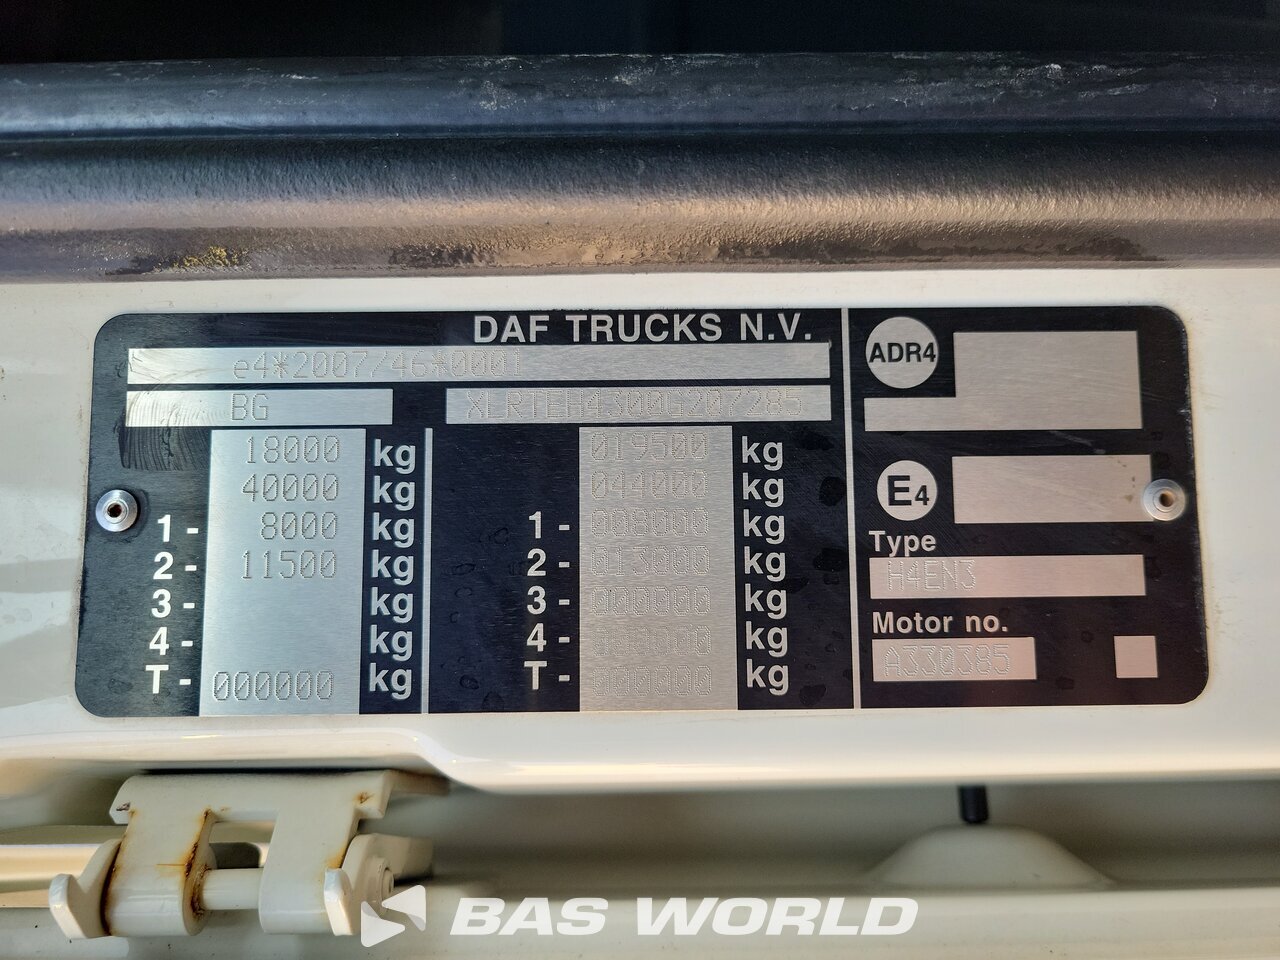 DAF TRUCKS N.V.
e4*2007/46*0001
BG XLRTEH4300G207285
18000 kg 019500 kg
40000 kg 044000 kg
1- 8000 kg 1- 008000 kg
2- 11500 kg 2- 013000 kg
3- kg 3- 000000 kg
4- kg 4- 000000 kg
T- 000000 kg T- 000000 kg
ADR4
E4
Type
H4EN3
Motor no.
A330385
BAS WORLD